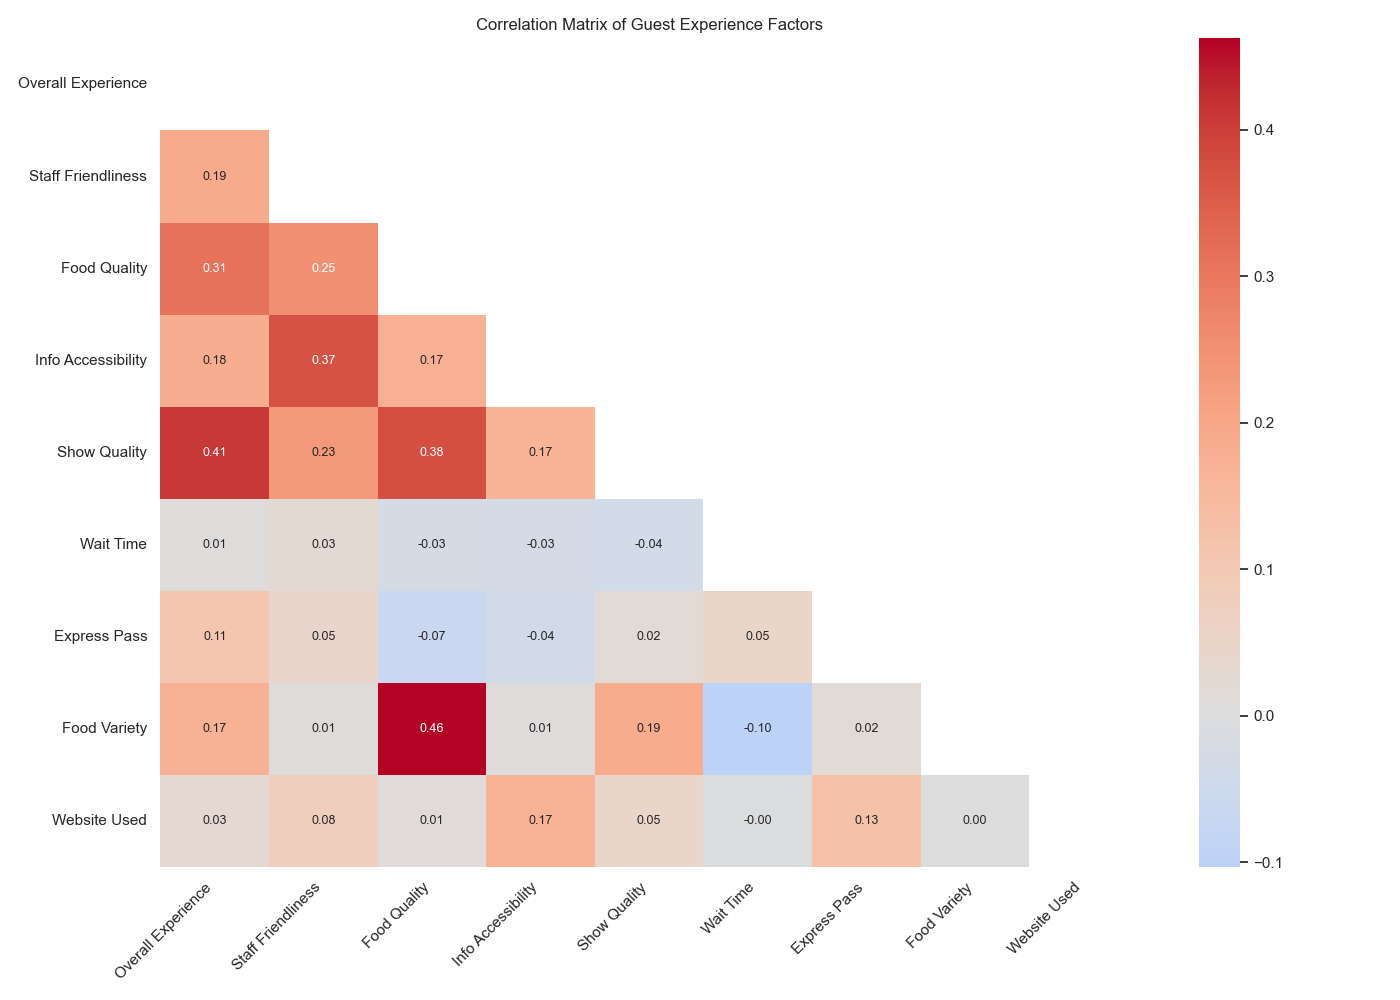 Correlation Matrix of Guest Experience Factors
Overall Experience
Staff Friendliness 0.19
Food Quality 0.31 0.25
Info Accessibility 0.18 0.37 0.17
Show Quality 0.41 0.23 0.38 0.17
Wait Time 0.01 0.03 -0.03 -0.03 -0.04
Express Pass 0.11 0.05 -0.07 -0.04 0.02 0.05
Food Variety 0.17 0.01 0.46 0.01 0.19 -0.10 0.02
Website Used 0.03 0.08 0.01 0.17 0.05 -0.00 0.13 0.00
Overall Experience
Staff Friendliness
Food Quality
Info Accessibility
Show Quality
Wait Time
Express Pass
Food Variety
Website Used
0.4
0.3
0.2
0.1
0.0
−0.1